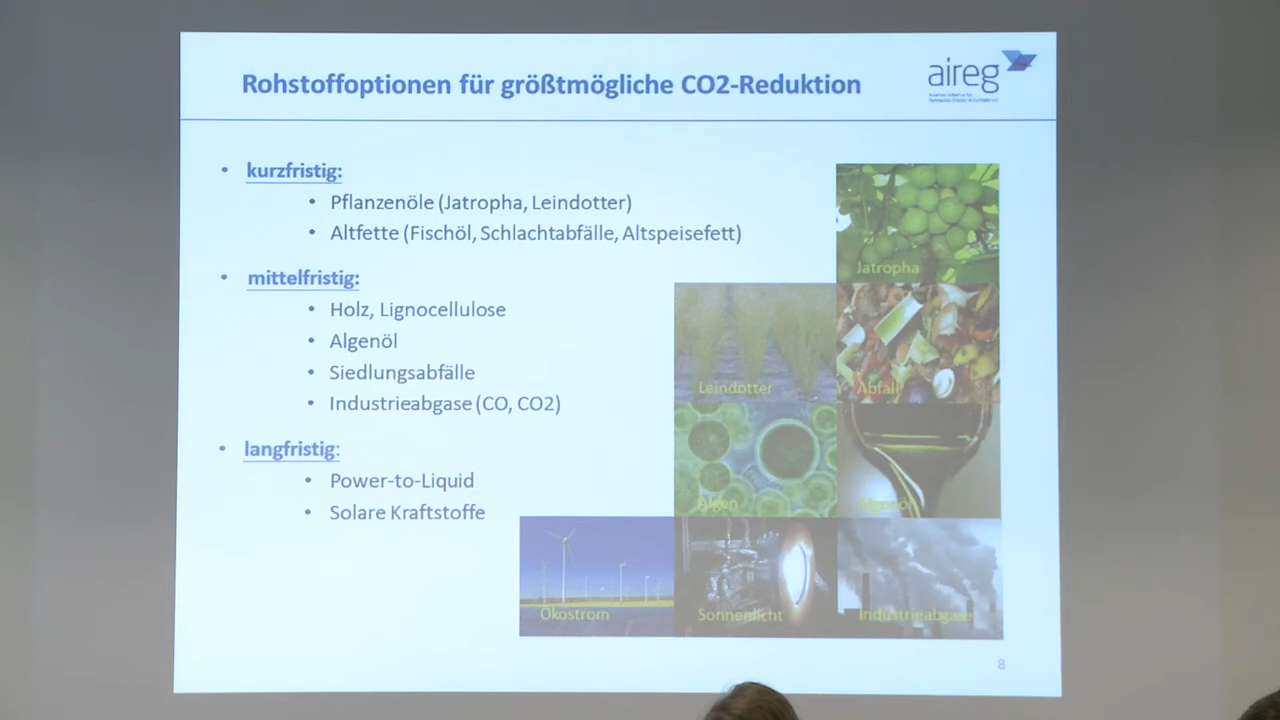 Rohstoffoptionen für größtmögliche CO2-Reduktion
aireg
• kurzfristig:
• Pflanzenöle (Jatropha, Leindotter)
• Altfette (Fischöl, Schlachtabfälle, Altspeisefett)
• mittelfristig:
• Holz, Lignocellulose
• Algenöl
• Siedlungsabfälle
• Industrieabgase (CO, CO2)
• langfristig:
• Power-to-Liquid
• Solare Kraftstoffe
Jatropha
Leindotter
Abfall
Algen
Algenöl
Ökostrom
Sonnenlicht
Industrieabgase
8